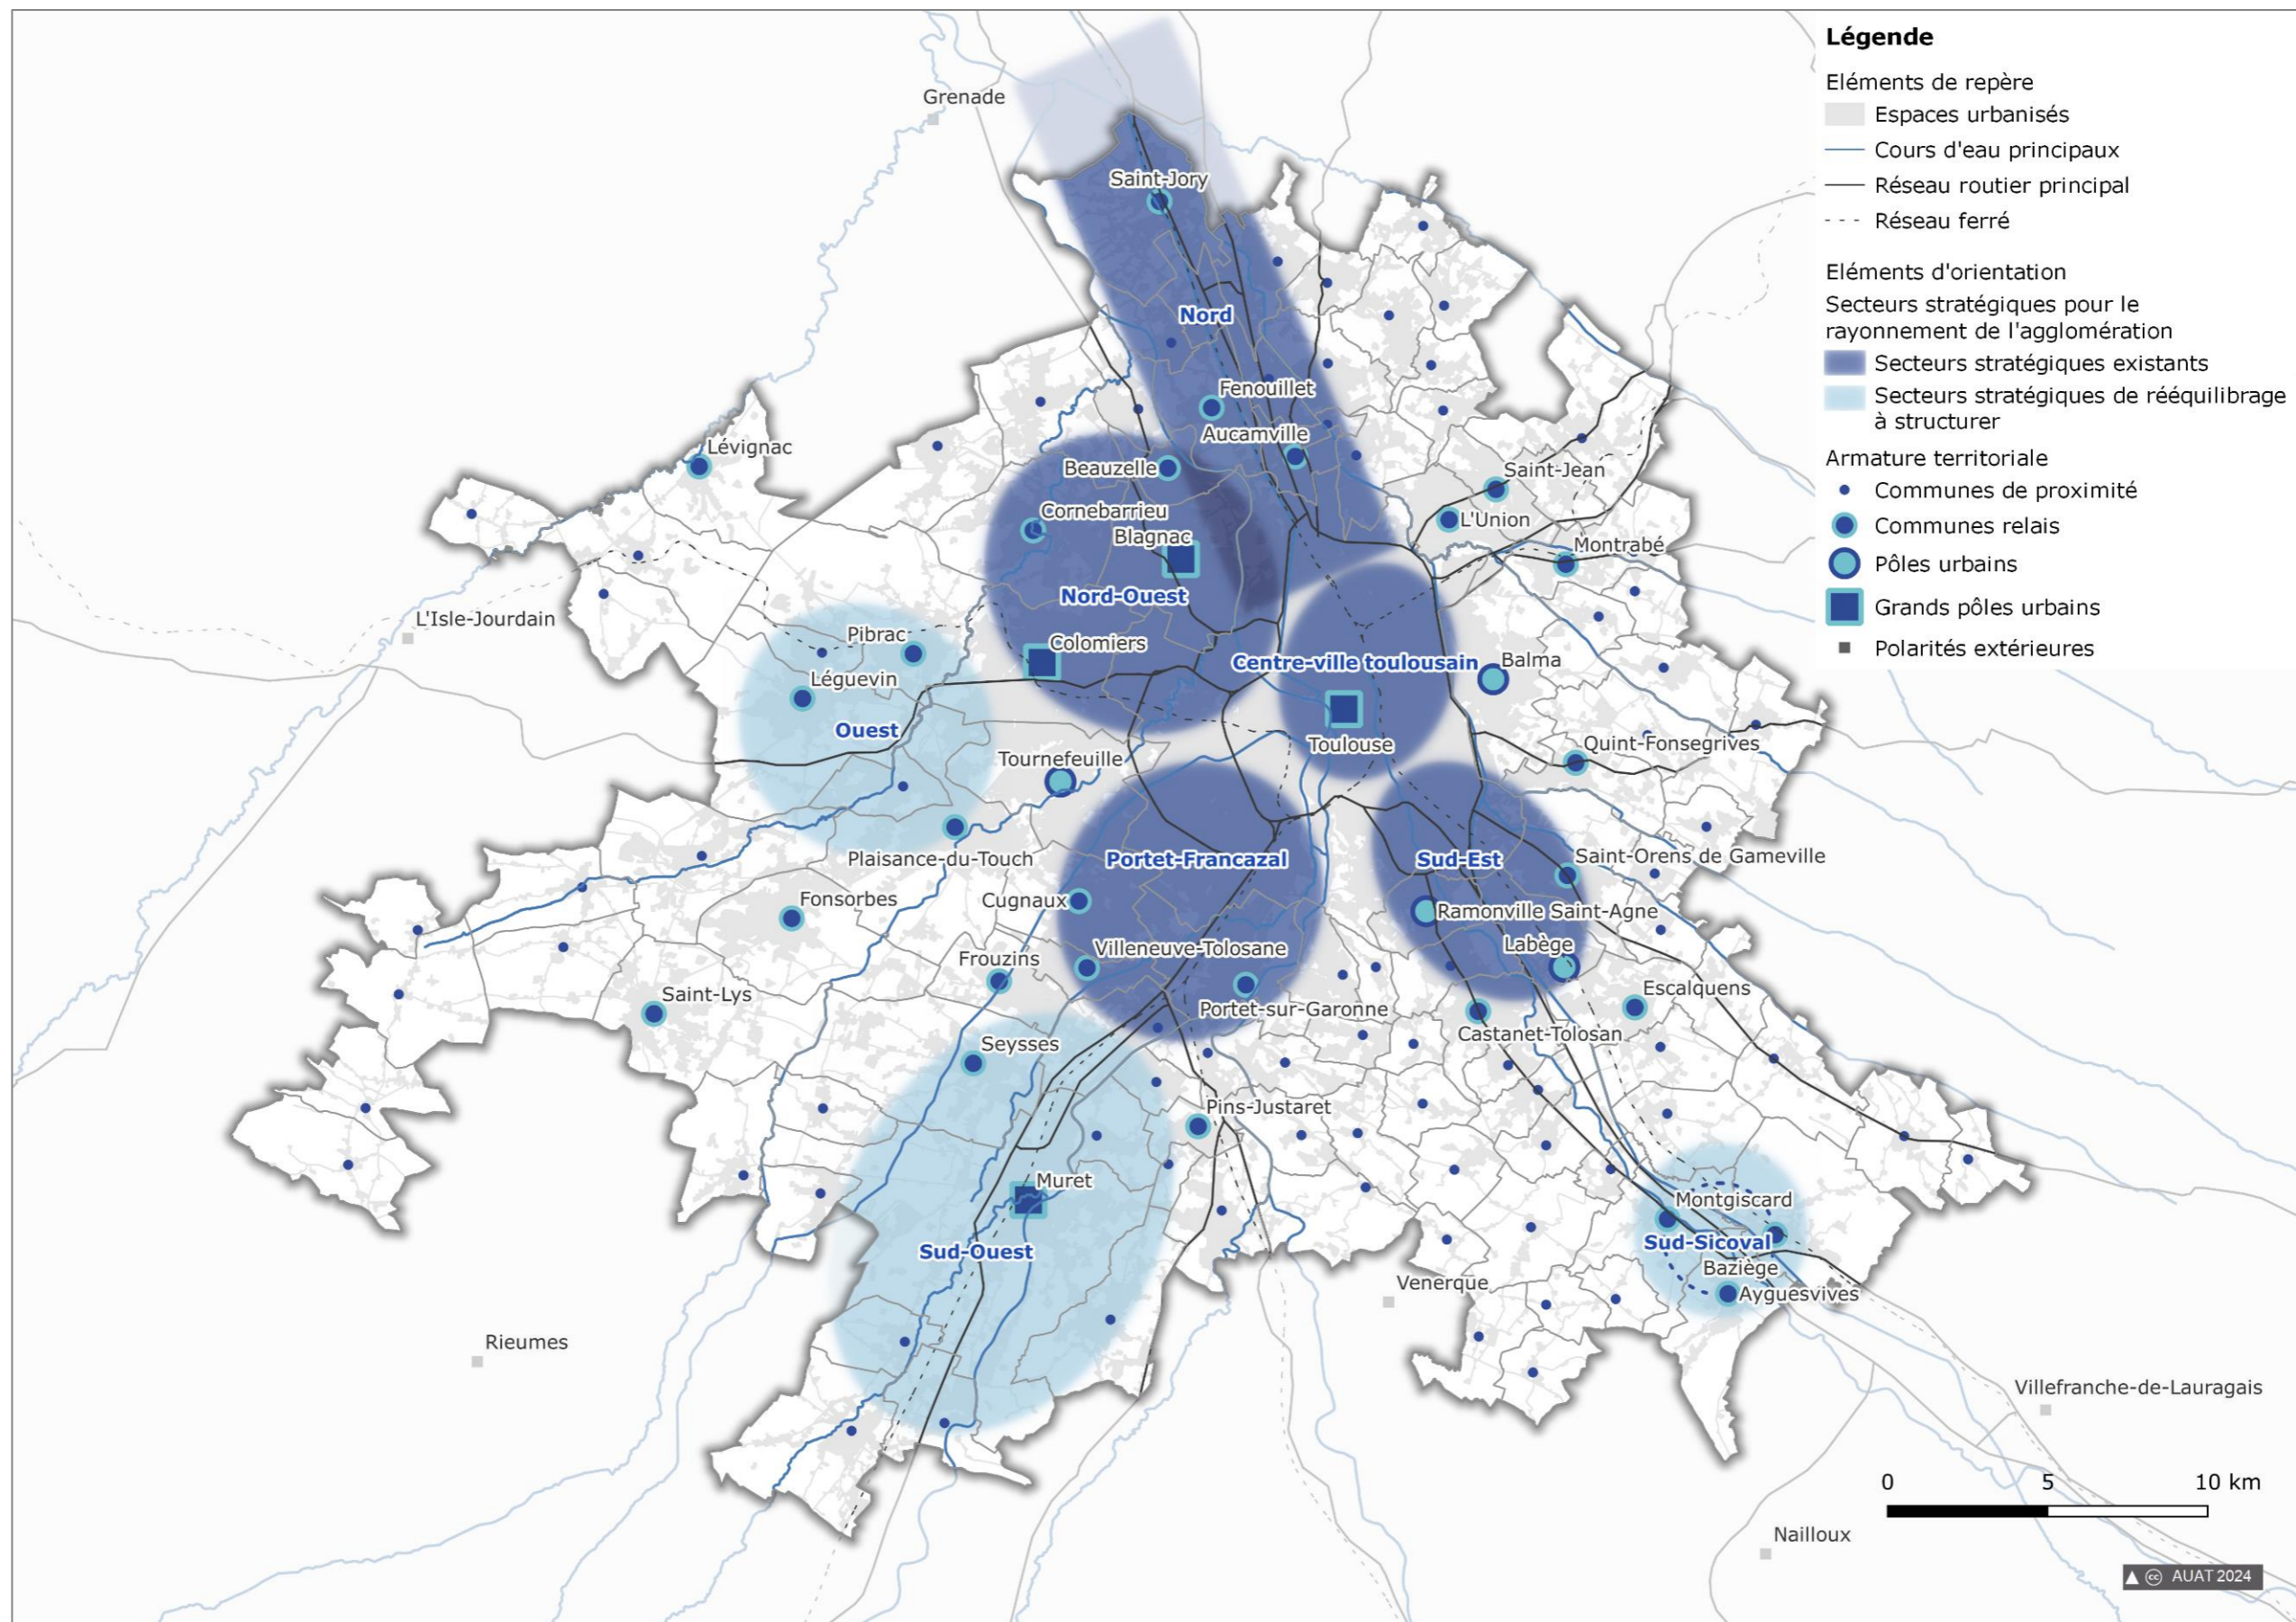 Légende
Eléments de repère
Espaces urbanisés
Cours d'eau principaux
Réseau routier principal
Réseau ferré
Eléments d'orientation
Secteurs stratégiques pour le
rayonnement de l'agglomération
Secteurs stratégiques existants
Secteurs stratégiques de rééquilibrage
à structurer
Armature territoriale
Communes de proximité
Communes relais
Pôles urbains
Grands pôles urbains
Polarités extérieures
Grenade
Saint-Jory
Nord
Fenouillet
Aucamville
Lévignac
Beauzelle
Saint-Jean
Cornebarrieu
L'Union
Blagnac
Montrabé
Nord-Ouest
L'Isle-Jourdain
Pibrac
Colomiers
Centre-ville toulousain
Balma
Léguevin
Ouest
Toulouse
Quint-Fonsegrives
Tournefeuille
Plaisance-du-Touch
Portet-Francazal
Sud-Est
Saint-Orens de Gameville
Fonsorbes
Cugnaux
Ramonville Saint-Agne
Villeneuve-Tolosane
Labège
Frouzins
Saint-Lys
Escalquens
Portet-sur-Garonne
Castanet-Tolosan
Seysses
Pins-Justaret
Muret
Montgiscard
Sud-Ouest
Sud-Sicoval
Baziège
Venerque
Ayguesvives
Rieumes
Villefranche-de-Lauragais
0 5 10 km
Nailloux
cc AUAT 2024